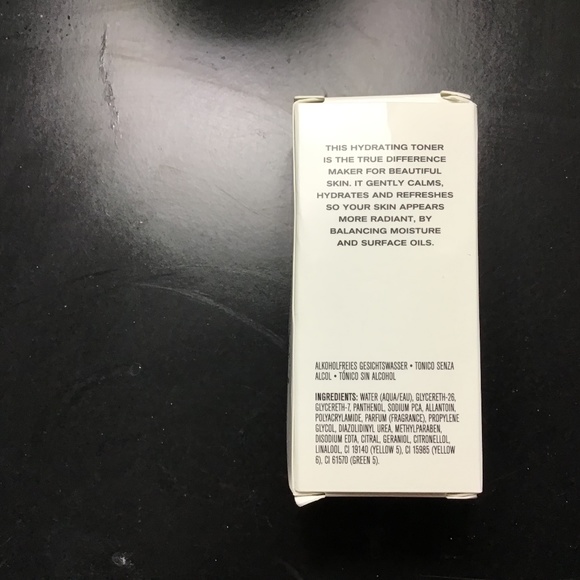 THIS HYDRATING TONER
IS THE TRUE DIFFERENCE
MAKER FOR BEAUTIFUL
SKIN. IT GENTLY CALMS,
HYDRATES AND REFRESHES
SO YOUR SKIN APPEARS
MORE RADIANT, BY
BALANCING MOISTURE
AND SURFACE OILS.
ALKOHOLFREIES GESICHTSWASSER • TONICO SENZA
ALCOL • TÓNICO SIN ALCOHOL
INGREDIENTS: WATER (AQUA/EAU), GLYCERETH-26,
GLYCERETH-7, PANTHENOL, SODIUM PCA, ALLANTOIN,
POLYACRYLAMIDE, PARFUM (FRAGRANCE), PROPYLENE
GLYCOL, DIAZOLIDINYL UREA, METHYLPARABEN,
DISODIUM EDTA, CITRAL, GERANIOL, CITRONELLOL,
LINALOOL, CI 19140 (YELLOW 5), CI 15985 (YELLOW
6), CI 61570 (GREEN 5).